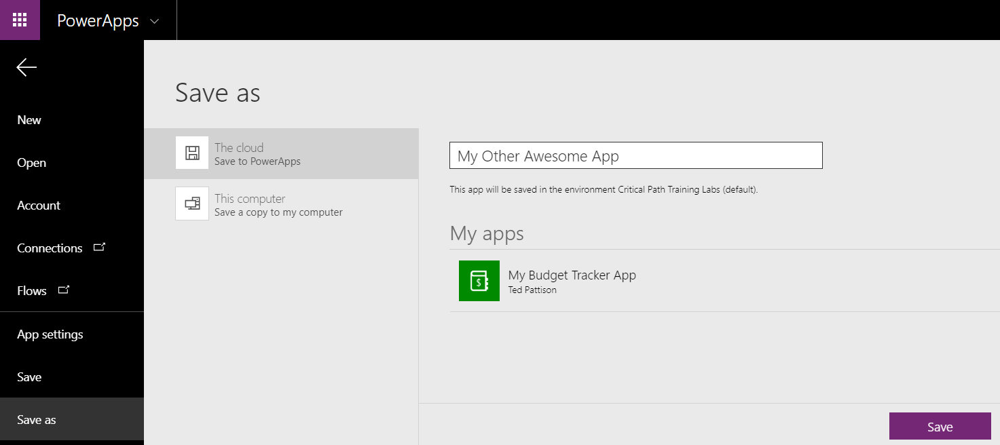 PowerApps
New
Open
Account
Connections
Flows
App settings
Save
Save as
Save as
The cloud
Save to PowerApps
This computer
Save a copy to my computer
My Other Awesome App
This app will be saved in the environment Critical Path Training Labs (default).
My apps
$
My Budget Tracker App
Ted Pattison
Save